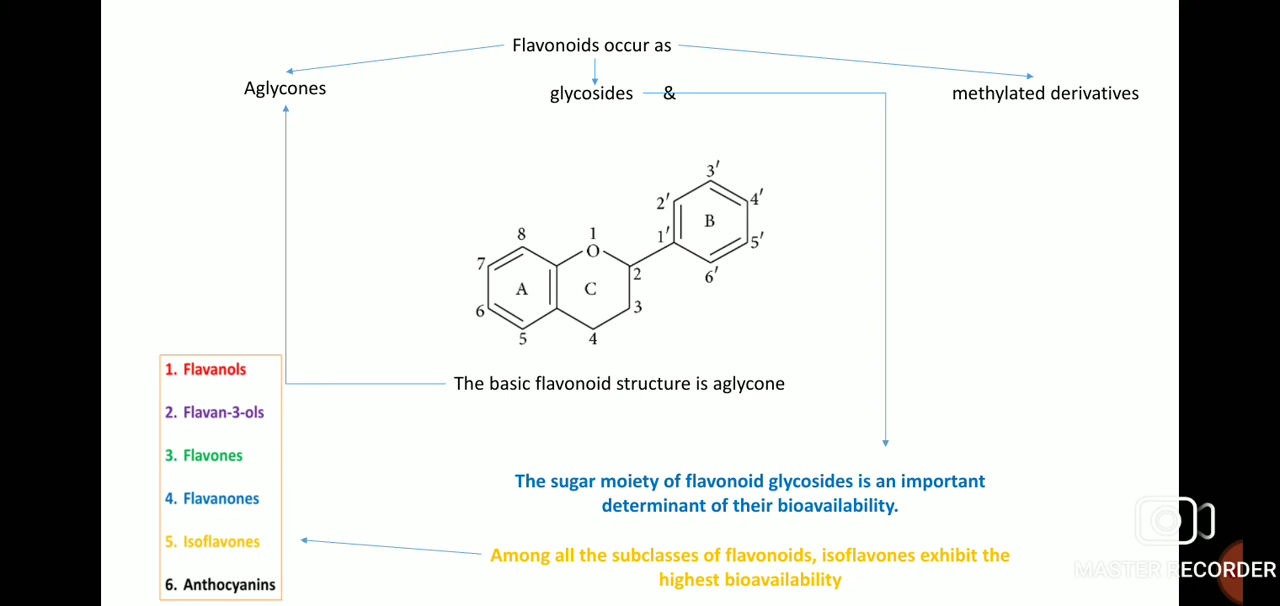 Flavonoids occur as
Aglycones
glycosides &
methylated derivatives
3′
2′
4′
B
1′
5′
6′
8
1
O
7
2
A
C
3
6
5
4
The basic flavonoid structure is aglycone
1. Flavanols
2. Flavan-3-ols
3. Flavones
4. Flavanones
5. Isoflavones
6. Anthocyanins
The sugar moiety of flavonoid glycosides is an important
determinant of their bioavailability.
Among all the subclasses of flavonoids, isoflavones exhibit the
highest bioavailability
MASTER RECORDER